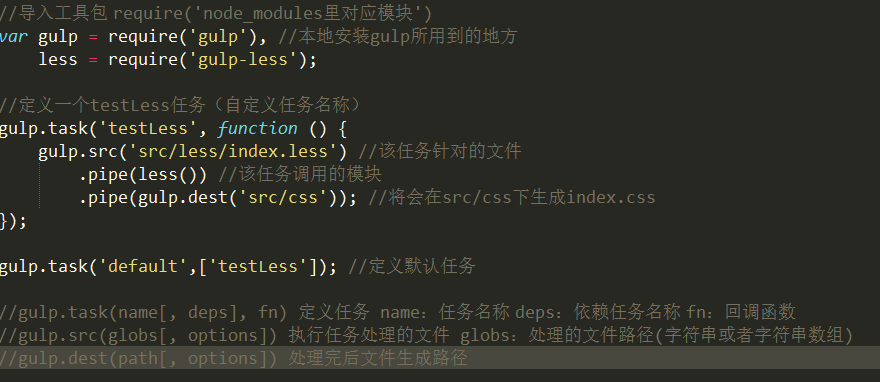 //导入工具包 require('node_modules里对应模块')
var gulp = require('gulp'), //本地安装gulp所用到的地方
less = require('gulp-less');
//定义一个testLess任务（自定义任务名称）
gulp.task('testLess', function () {
gulp.src('src/less/index.less') //该任务针对的文件
.pipe(less()) //该任务调用的模块
.pipe(gulp.dest('src/css')); //将会在src/css下生成index.css
});
gulp.task('default',['testLess']); //定义默认任务
//gulp.task(name[, deps], fn) 定义任务 name：任务名称 deps：依赖任务名称 fn：回调函数
//gulp.src(globs[, options]) 执行任务处理的文件 globs：处理的文件路径(字符串或者字符串数组)
//gulp.dest(path[, options]) 处理完后文件生成路径